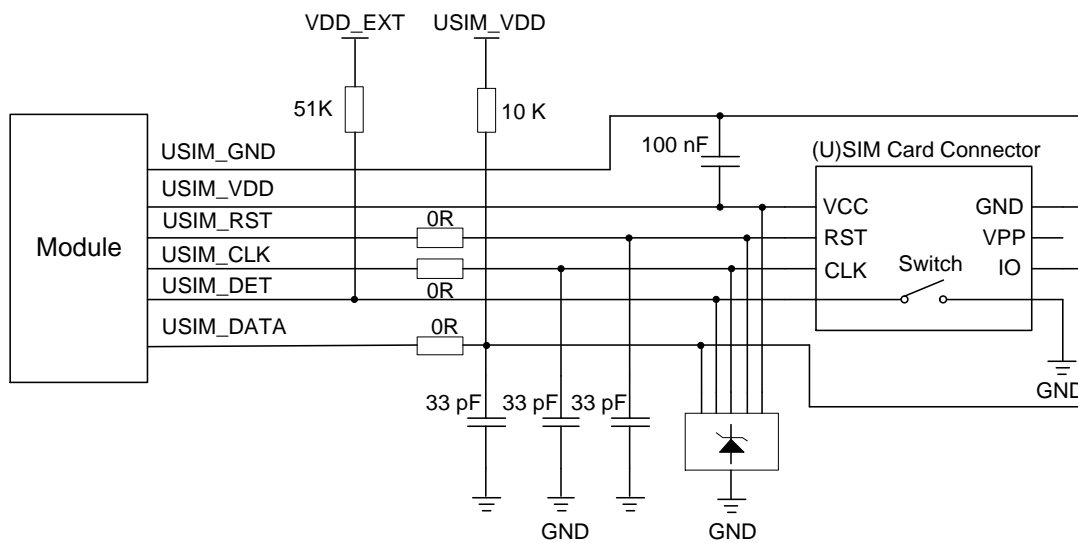 VDD_EXT USIM_VDD
51K
10 K
100 nF
(U)SIM Card Connector
Module
USIM_GND
USIM_VDD
USIM_RST
USIM_CLK
USIM_DET
USIM_DATA
0R
0R
0R
VCC
RST
CLK
GND
VPP
IO
Switch
GND
33 pF 33 pF 33 pF
GND
GND